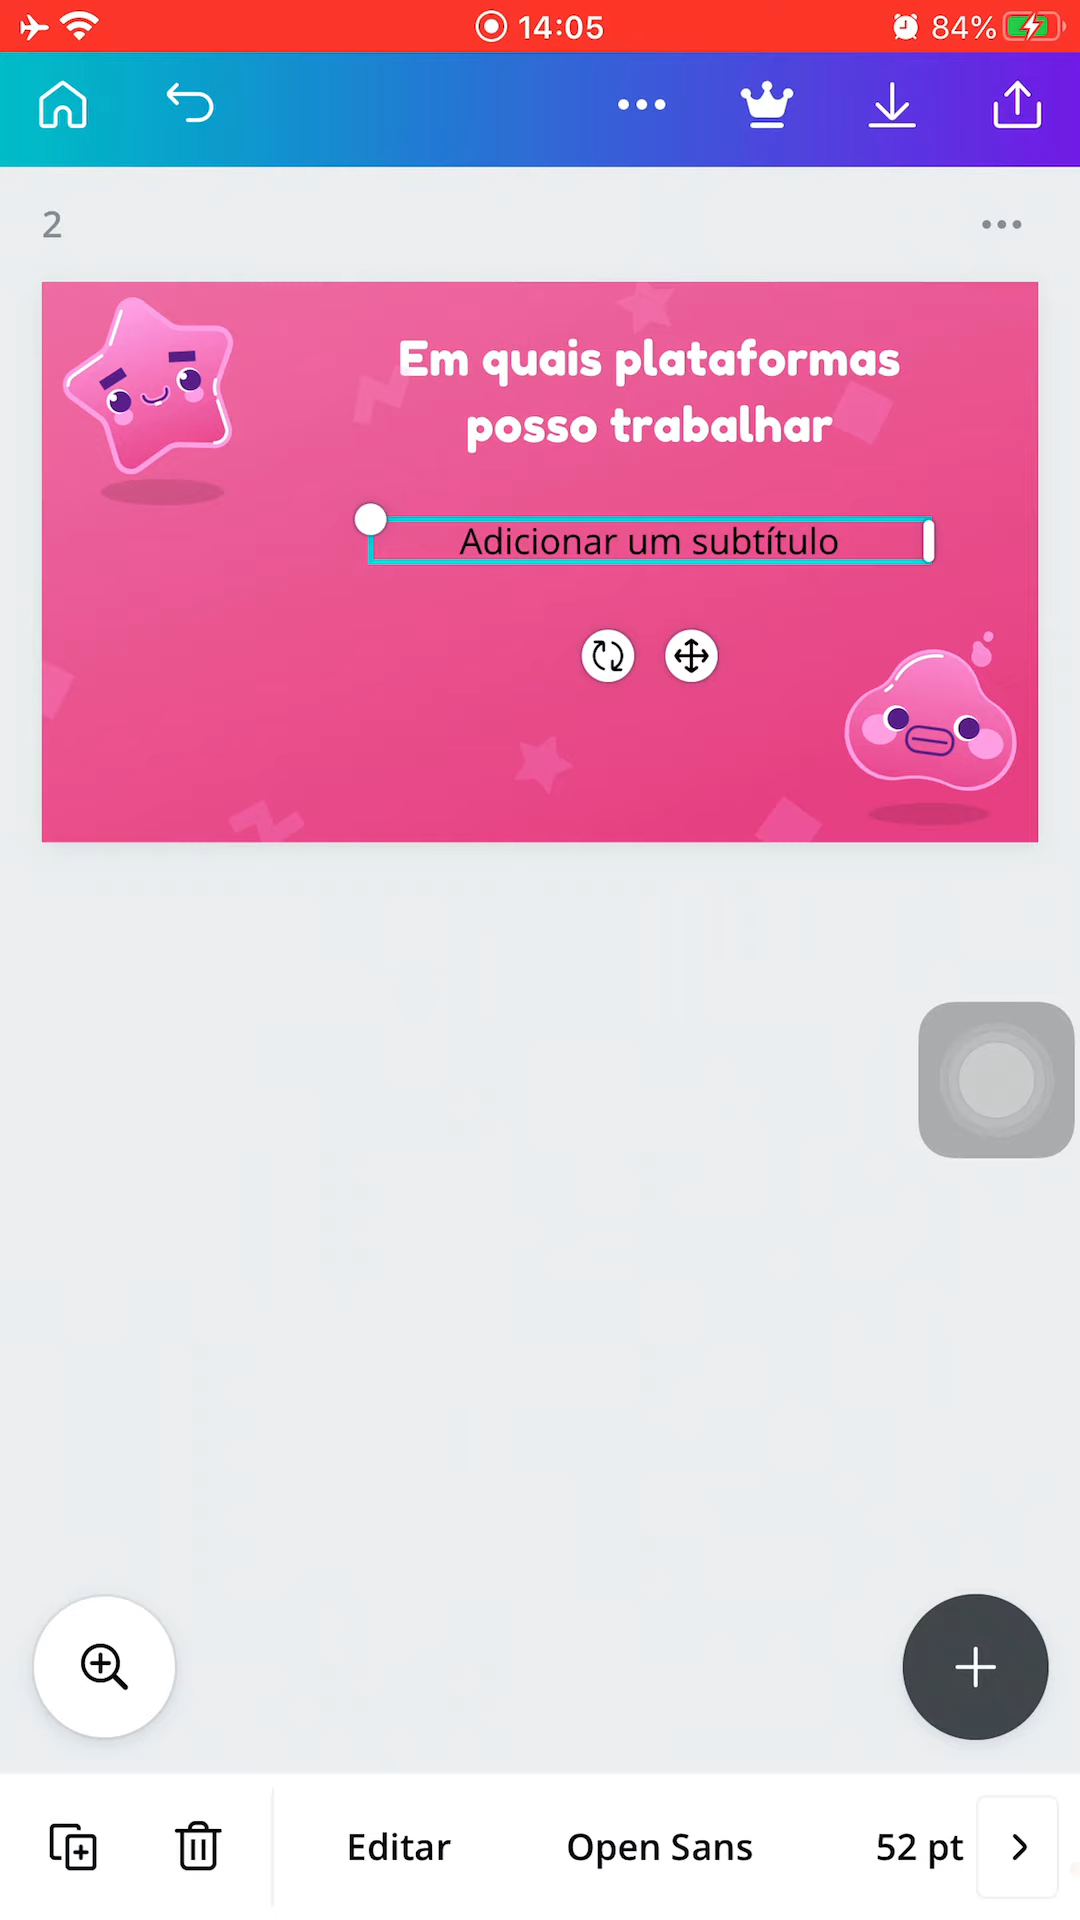 14:05
84%
2
Em quais plataformas
posso trabalhar
Adicionar um subtítulo
Editar
Open Sans
52 pt